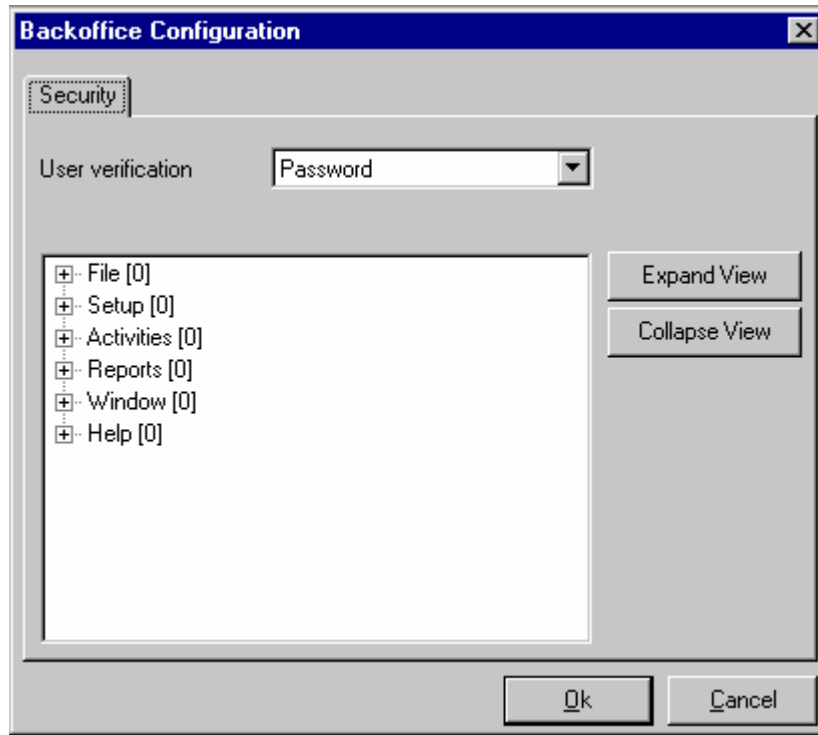 Backoffice Configuration
Security
User verification
Password
File [0]
Setup [0]
Activities [0]
Reports [0]
Window [0]
Help [0]
Expand View
Collapse View
Ok
Cancel